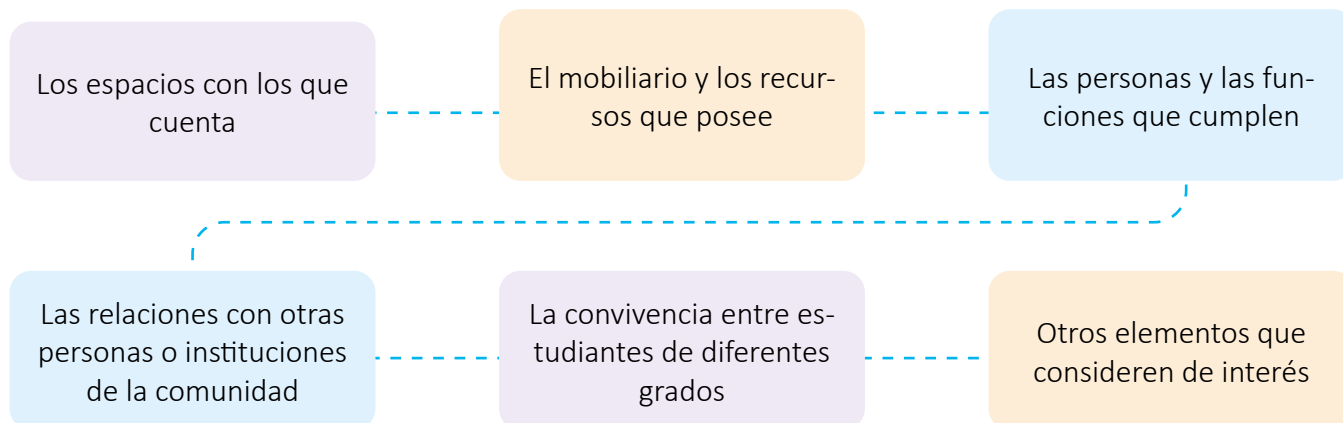 Los espacios con los que
cuenta
El mobiliario y los recur-
sos que posee
Las personas y las fun-
ciones que cumplen
Las relaciones con otras
personas o instituciones
de la comunidad
La convivencia entre es-
tudiantes de diferentes
grados
Otros elementos que
consideren de interés